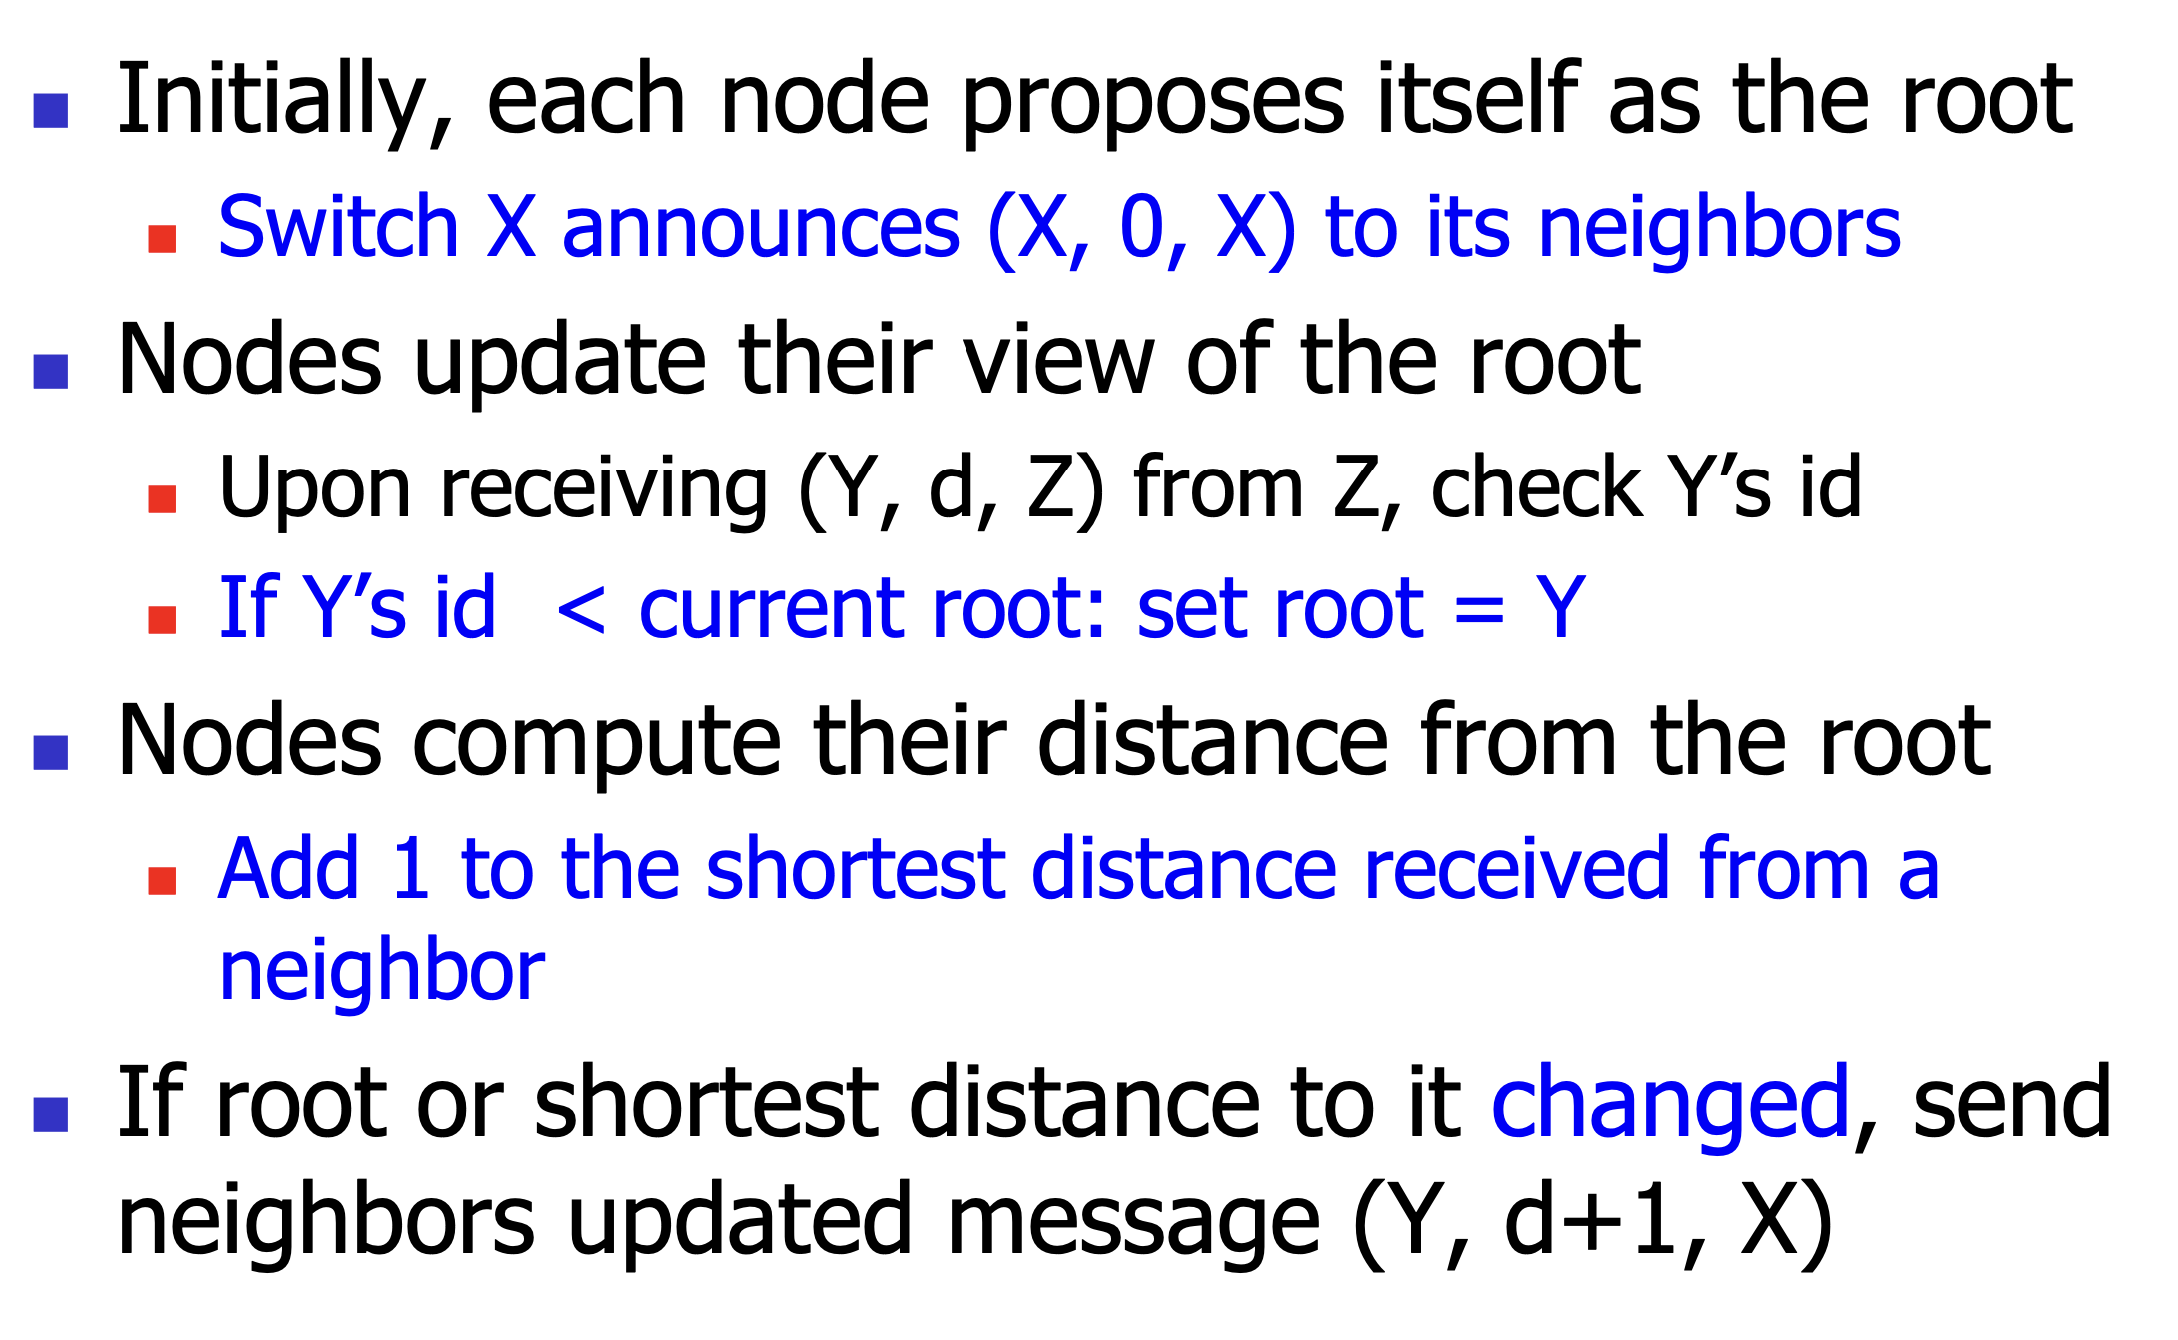 Initially, each node proposes itself as the root
Switch X announces (X, 0, X) to its neighbors
Nodes update their view of the root
Upon receiving (Y, d, Z) from Z, check Y’s id
If Y’s id  < current root: set root = Y
Nodes compute their distance from the root
Add 1 to the shortest distance received from a
neighbor
If root or shortest distance to it changed, send
neighbors updated message (Y, d+1, X)